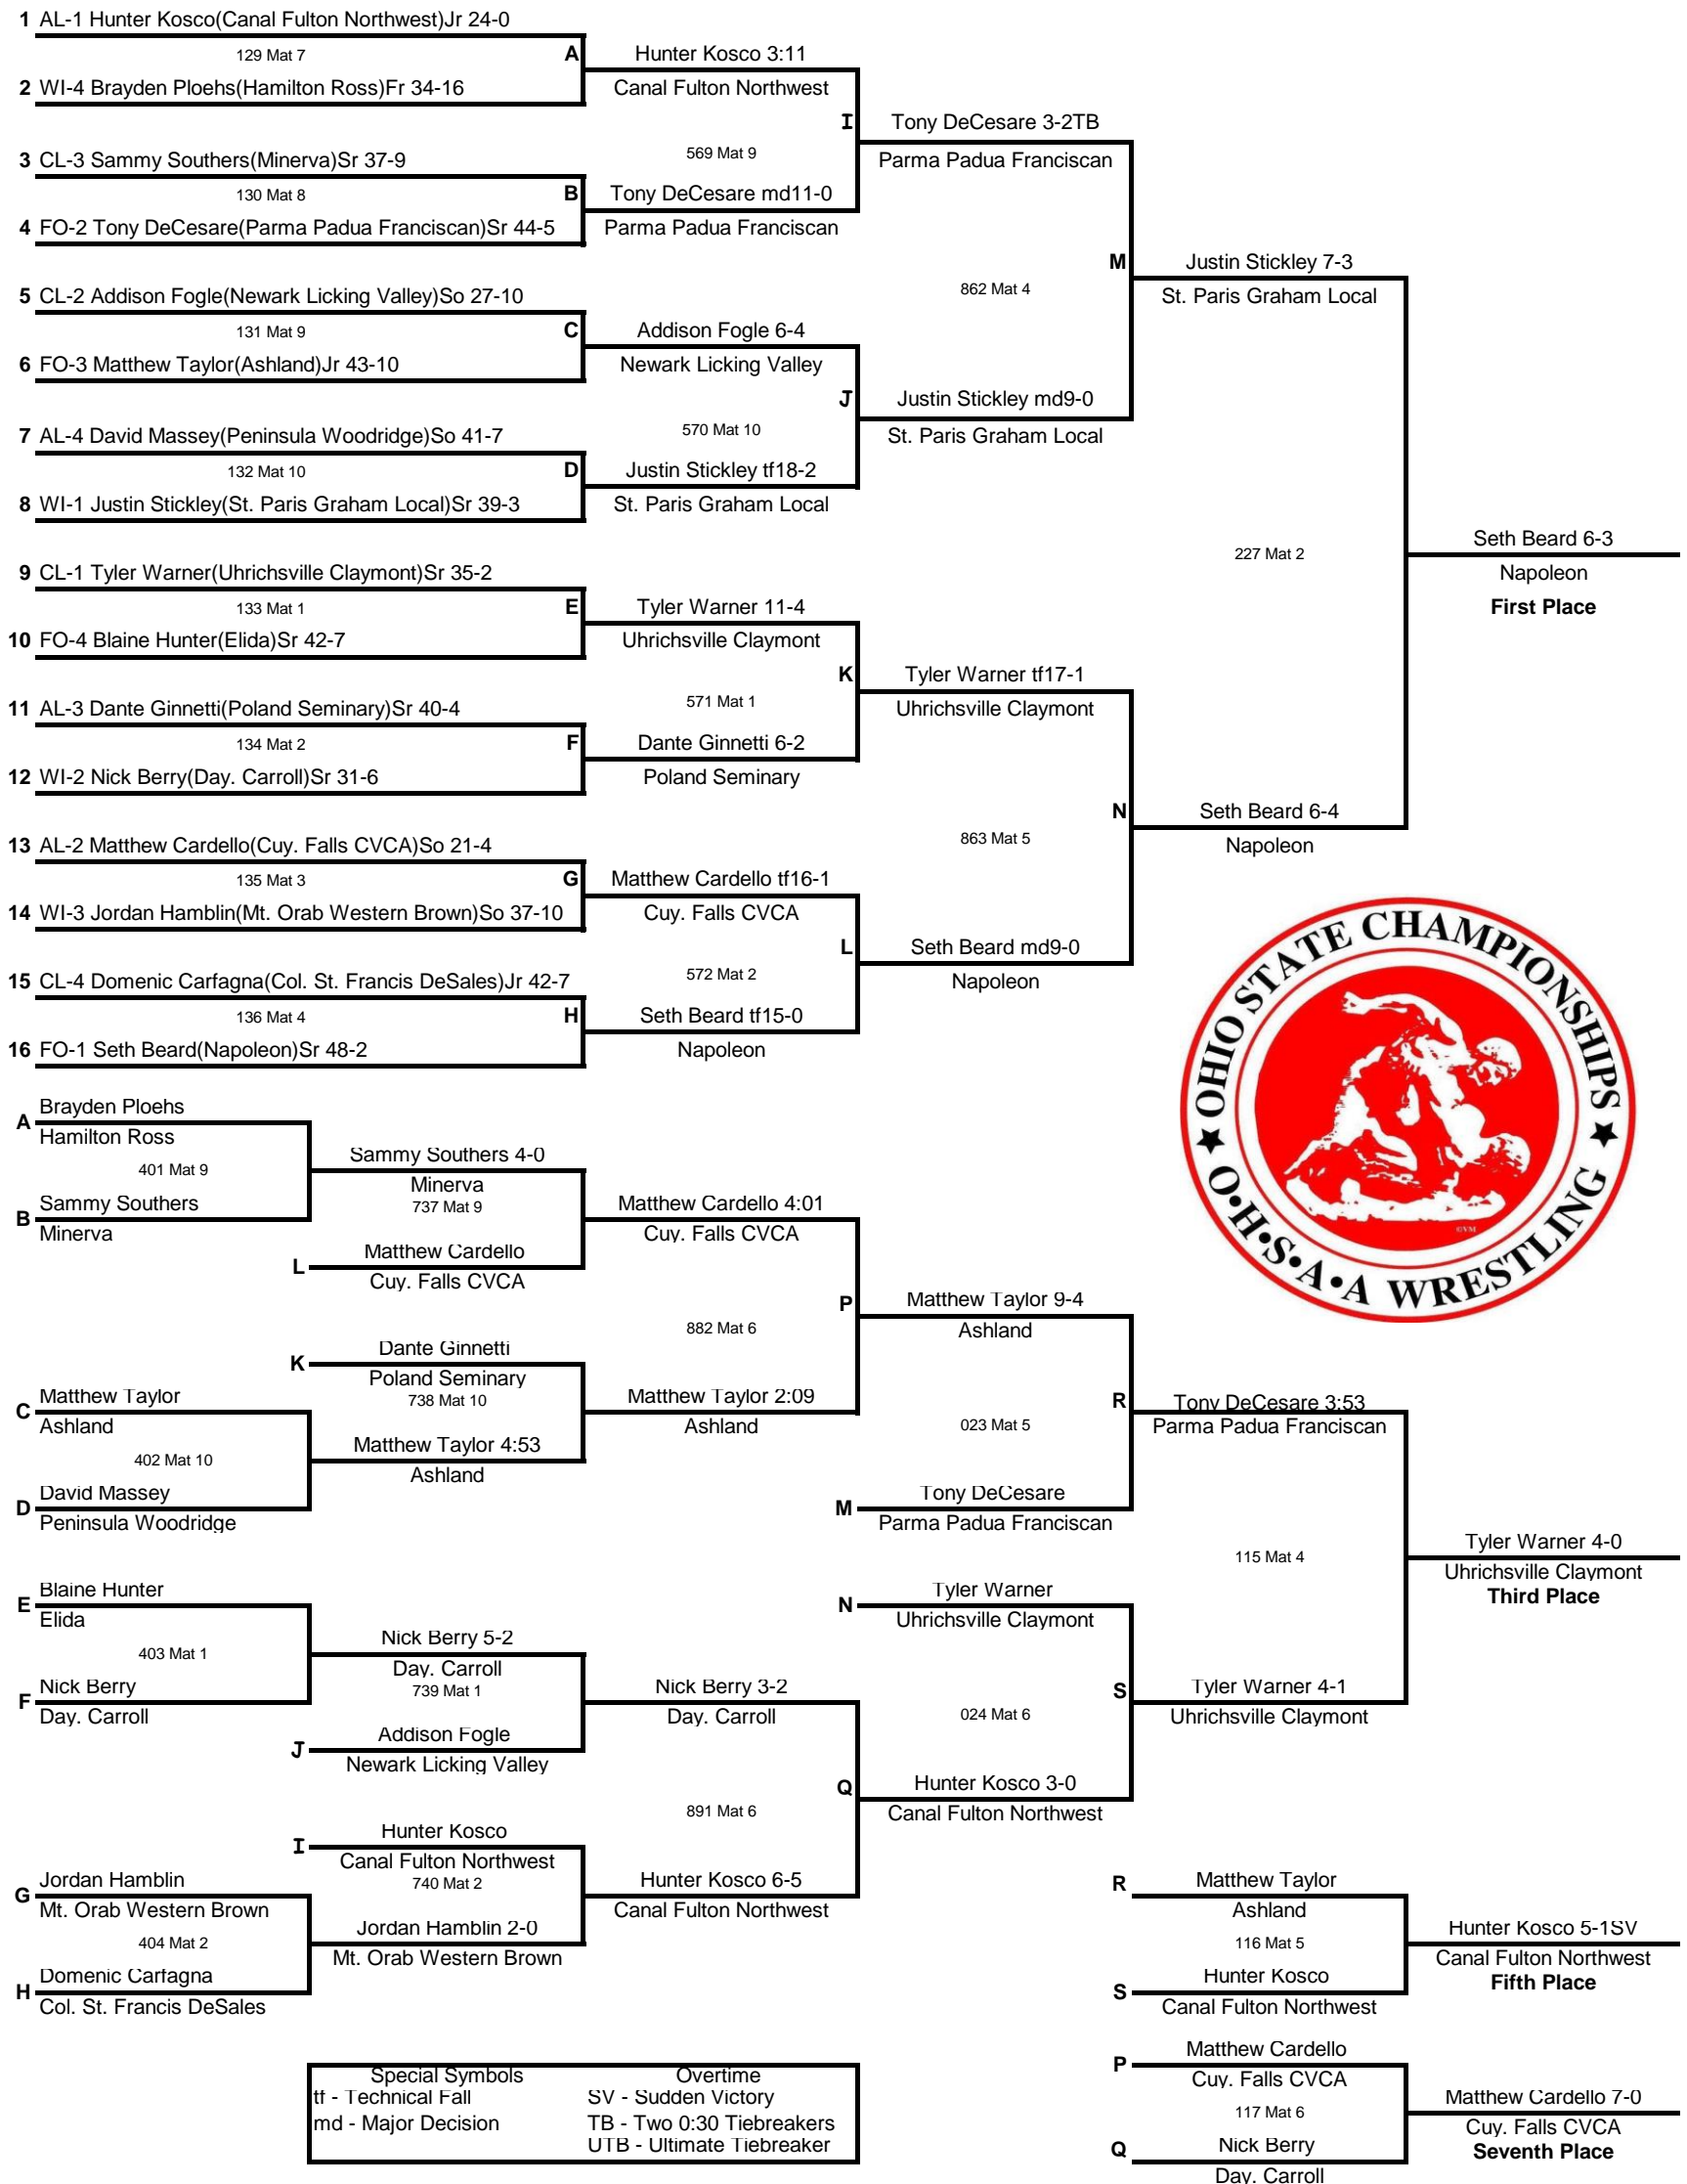 1 AL-1 Hunter Kosco(Canal Fulton Northwest)Jr 24-0
129 Mat 7
A
2 WI-4 Brayden Ploehs(Hamilton Ross)Fr 34-16
Hunter Kosco 3:11
Canal Fulton Northwest
I
3 CL-3 Sammy Southers(Minerva)Sr 37-9
569 Mat 9
130 Mat 8
B
4 FO-2 Tony DeCesare(Parma Padua Franciscan)Sr 44-5
Tony DeCesare md11-0
Parma Padua Franciscan
Tony DeCesare 3-2TB
Parma Padua Franciscan
M
862 Mat 4
5 CL-2 Addison Fogle(Newark Licking Valley)So 27-10
131 Mat 9
C
6 FO-3 Matthew Taylor(Ashland)Jr 43-10
Addison Fogle 6-4
Newark Licking Valley
J
7 AL-4 David Massey(Peninsula Woodridge)So 41-7
570 Mat 10
132 Mat 10
D
8 WI-1 Justin Stickley(St. Paris Graham Local)Sr 39-3
Justin Stickley tf18-2
St. Paris Graham Local
Justin Stickley md9-0
St. Paris Graham Local
Justin Stickley 7-3
St. Paris Graham Local
227 Mat 2
Seth Beard 6-3
Napoleon
First Place
9 CL-1 Tyler Warner(Uhrichsville Claymont)Sr 35-2
133 Mat 1
E
10 FO-4 Blaine Hunter(Elida)Sr 42-7
Tyler Warner 11-4
Uhrichsville Claymont
K
11 AL-3 Dante Ginnetti(Poland Seminary)Sr 40-4
571 Mat 1
134 Mat 2
F
12 WI-2 Nick Berry(Day. Carroll)Sr 31-6
Dante Ginnetti 6-2
Poland Seminary
Tyler Warner tf17-1
Uhrichsville Claymont
N
863 Mat 5
13 AL-2 Matthew Cardello(Cuy. Falls CVCA)So 21-4
135 Mat 3
G
14 WI-3 Jordan Hamblin(Mt. Orab Western Brown)So 37-10
Matthew Cardello tf16-1
Cuy. Falls CVCA
L
15 CL-4 Domenic Carfagna(Col. St. Francis DeSales)Jr 42-7
572 Mat 2
136 Mat 4
H
16 FO-1 Seth Beard(Napoleon)Sr 48-2
Seth Beard tf15-0
Napoleon
Seth Beard md9-0
Napoleon
Seth Beard 6-4
Napoleon
★ OHIO STATE CHAMPIONSHIPS ★
O•H•S•A•A WRESTLING
©VM
A Brayden Ploehs
Hamilton Ross
401 Mat 9
B Sammy Southers
Minerva
Sammy Southers 4-0
Minerva
737 Mat 9
L Matthew Cardello
Cuy. Falls CVCA
Matthew Cardello 4:01
Cuy. Falls CVCA
P
882 Mat 6
K Dante Ginnetti
Poland Seminary
738 Mat 10
C Matthew Taylor
Ashland
402 Mat 10
D David Massey
Peninsula Woodridge
Matthew Taylor 4:53
Ashland
Matthew Taylor 2:09
Ashland
Matthew Taylor 9-4
Ashland
R
023 Mat 5
M Tony DeCesare
Parma Padua Franciscan
Tony DeCesare 3:53
Parma Padua Franciscan
115 Mat 4
Tyler Warner 4-0
Uhrichsville Claymont
Third Place
E Blaine Hunter
Elida
403 Mat 1
F Nick Berry
Day. Carroll
Nick Berry 5-2
Day. Carroll
739 Mat 1
J Addison Fogle
Newark Licking Valley
Nick Berry 3-2
Day. Carroll
Q
891 Mat 6
N Tyler Warner
Uhrichsville Claymont
S
024 Mat 6
Tyler Warner 4-1
Uhrichsville Claymont
I Hunter Kosco
Canal Fulton Northwest
740 Mat 2
G Jordan Hamblin
Mt. Orab Western Brown
404 Mat 2
H Domenic Carfagna
Col. St. Francis DeSales
Jordan Hamblin 2-0
Mt. Orab Western Brown
Hunter Kosco 6-5
Canal Fulton Northwest
Hunter Kosco 3-0
Canal Fulton Northwest
R Matthew Taylor
Ashland
116 Mat 5
S Hunter Kosco
Canal Fulton Northwest
Hunter Kosco 5-1SV
Canal Fulton Northwest
Fifth Place
P Matthew Cardello
Cuy. Falls CVCA
117 Mat 6
Q Nick Berry
Day. Carroll
Matthew Cardello 7-0
Cuy. Falls CVCA
Seventh Place
Special Symbols Overtime
tf - Technical Fall SV - Sudden Victory
md - Major Decision TB - Two 0:30 Tiebreakers
UTB - Ultimate Tiebreaker